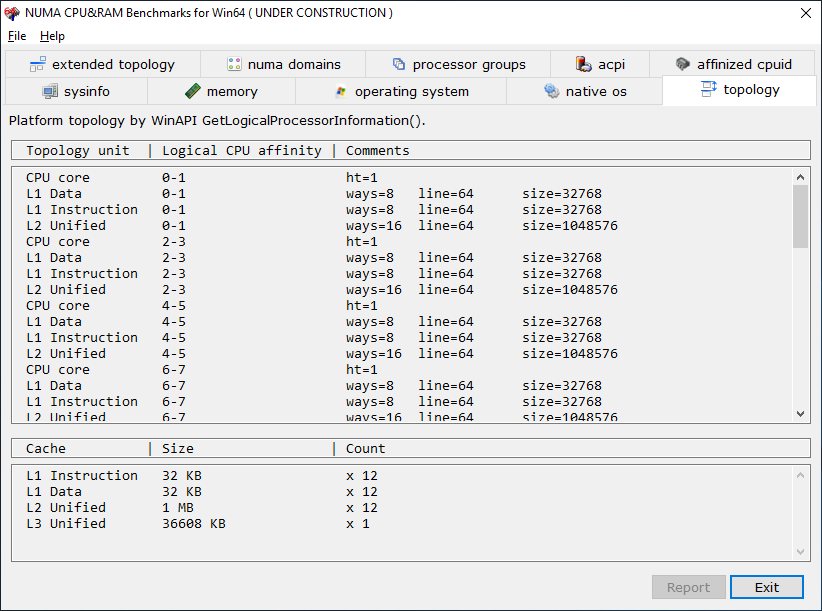 NUMA CPU&RAM Benchmarks for Win64 ( UNDER CONSTRUCTION )
File Help
extended topology numa domains processor groups acpi affinized cpuid
sysinfo memory operating system native os topology
Platform topology by WinAPI GetLogicalProcessorInformation().
Topology unit | Logical CPU affinity | Comments
CPU core 0-1 ht=1
L1 Data 0-1 ways=8 line=64 size=32768
L1 Instruction 0-1 ways=8 line=64 size=32768
L2 Unified 0-1 ways=16 line=64 size=1048576
CPU core 2-3 ht=1
L1 Data 2-3 ways=8 line=64 size=32768
L1 Instruction 2-3 ways=8 line=64 size=32768
L2 Unified 2-3 ways=16 line=64 size=1048576
CPU core 4-5 ht=1
L1 Data 4-5 ways=8 line=64 size=32768
L1 Instruction 4-5 ways=8 line=64 size=32768
L2 Unified 4-5 ways=16 line=64 size=1048576
CPU core 6-7 ht=1
L1 Data 6-7 ways=8 line=64 size=32768
L1 Instruction 6-7 ways=8 line=64 size=32768
L2 Unified 6-7 ways=16 line=64 size=1048576
Cache | Size | Count
L1 Instruction 32 KB x 12
L1 Data 32 KB x 12
L2 Unified 1 MB x 12
L3 Unified 36608 KB x 1
Report Exit